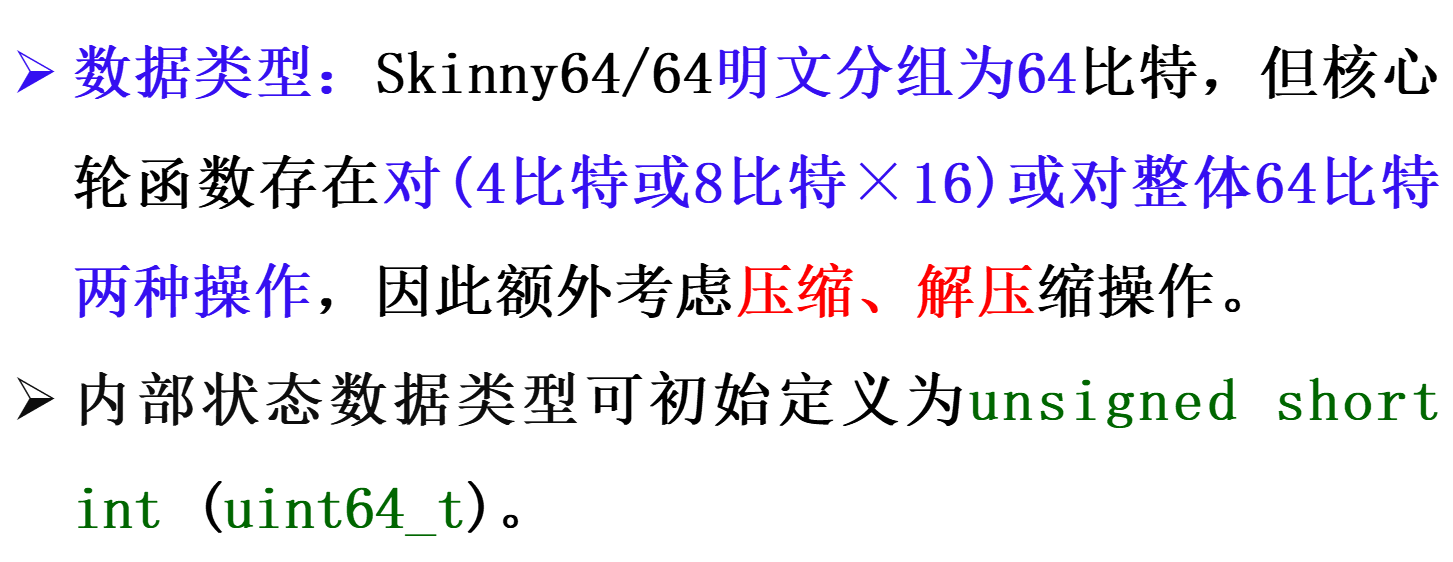 ➢ 数据类型：Skinny64/64明文分组为64比特，但核心
轮函数存在对(4比特或8比特×16)或对整体64比特
两种操作，因此额外考虑压缩、解压缩操作。
➢ 内部状态数据类型可初始定义为unsigned short
int (uint64_t)。